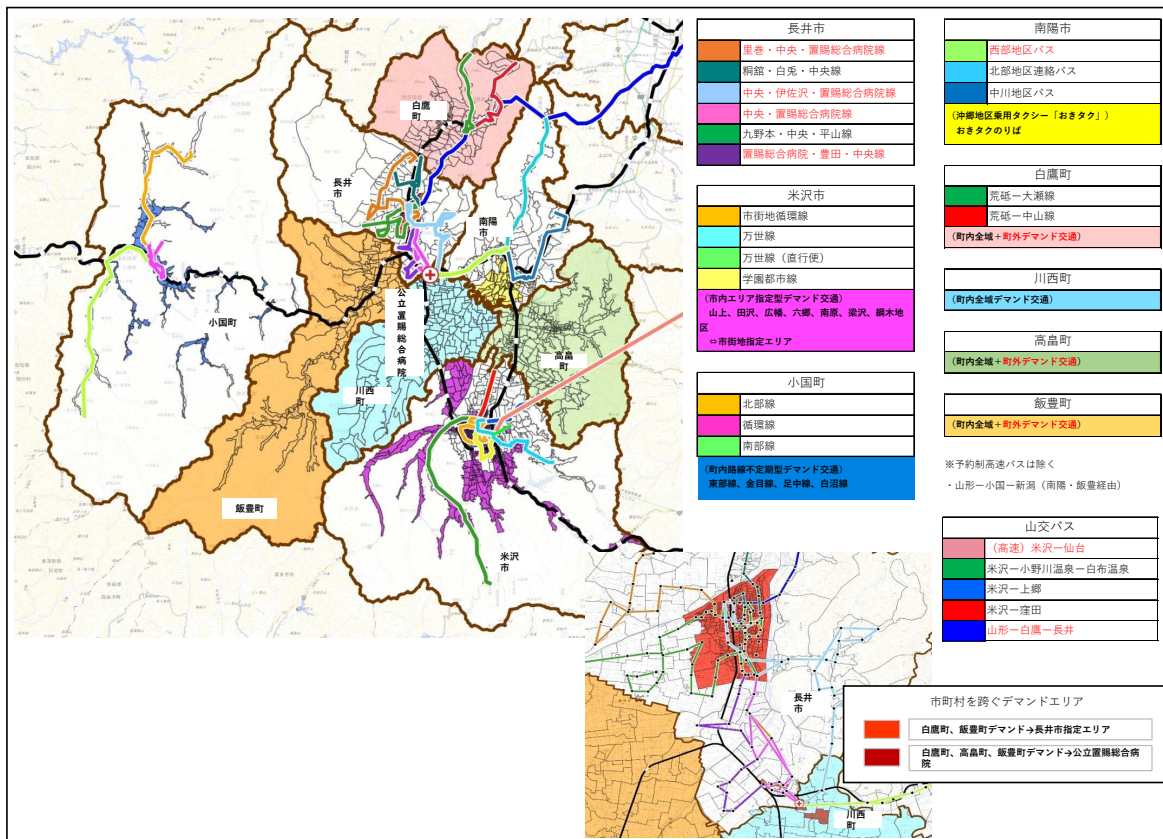 白鷹
町
長井
市
南陽
市
小国町
公立置賜総合病院
高畠
町
川西
町
飯豊町
米沢
市
長井市
里巻・中央・置賜総合病院線
桐舘・白兎・中央線
中央・伊佐沢・置賜総合病院線
中央・置賜総合病院線
九野本・中央・平山線
置賜総合病院・豊田・中央線
米沢市
市街地循環線
万世線
万世線（直行便）
学園都市線
（市内エリア指定型デマンド交通）
山上、田沢、広幡、六郷、南原、梁沢、綱木地
区
⇔市街地指定エリア
小国町
北部線
循環線
南部線
（町内路線不定期型デマンド交通）
東部線、金目線、足中線、白沼線
南陽市
西部地区バス
北部地区連絡バス
中川地区バス
（沖郷地区乗用タクシー「おきタク」）
おきタクのりば
白鷹町
荒砥ー大瀬線
荒砥ー中山線
（町内全域＋町外デマンド交通）
川西町
（町内全域デマンド交通）
高畠町
（町内全域＋町外デマンド交通）
飯豊町
（町内全域＋町外デマンド交通）
※予約制高速バスは除く
・山形ー小国ー新潟（南陽・飯豊経由）
山交バス
（高速）米沢ー仙台
米沢ー小野川温泉ー白布温泉
米沢ー上郷
米沢ー窪田
山形ー白鷹ー長井
長井
市
川西
町
市町村を跨ぐデマンドエリア
白鷹町、飯豊町デマンド→長井市指定エリア
白鷹町、高畠町、飯豊町デマンド→公立置賜総合病
院